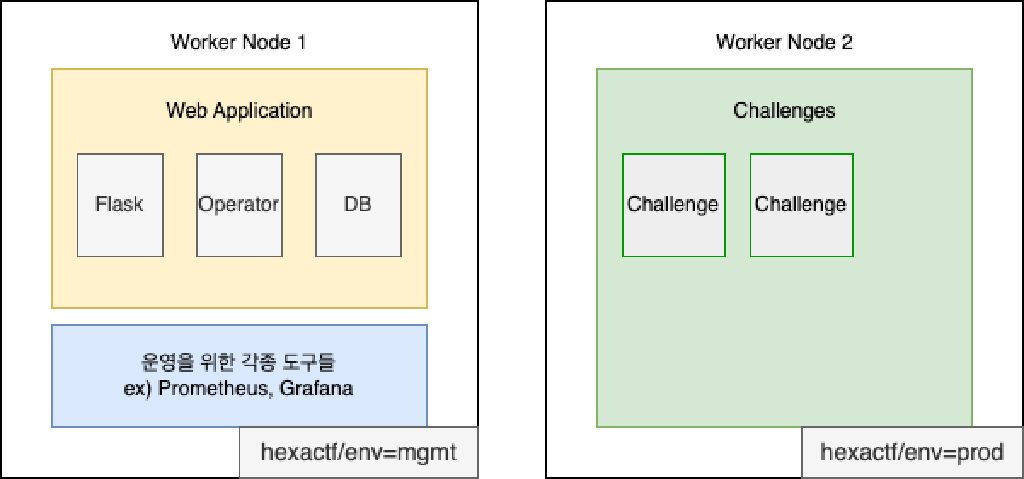 Worker Node 1
Web Application
Flask
Operator
DB
운영을 위한 각종 도구들
ex) Prometheus, Grafana
hexactf/env=mgmt
Worker Node 2
Challenges
Challenge
Challenge
hexactf/env=prod